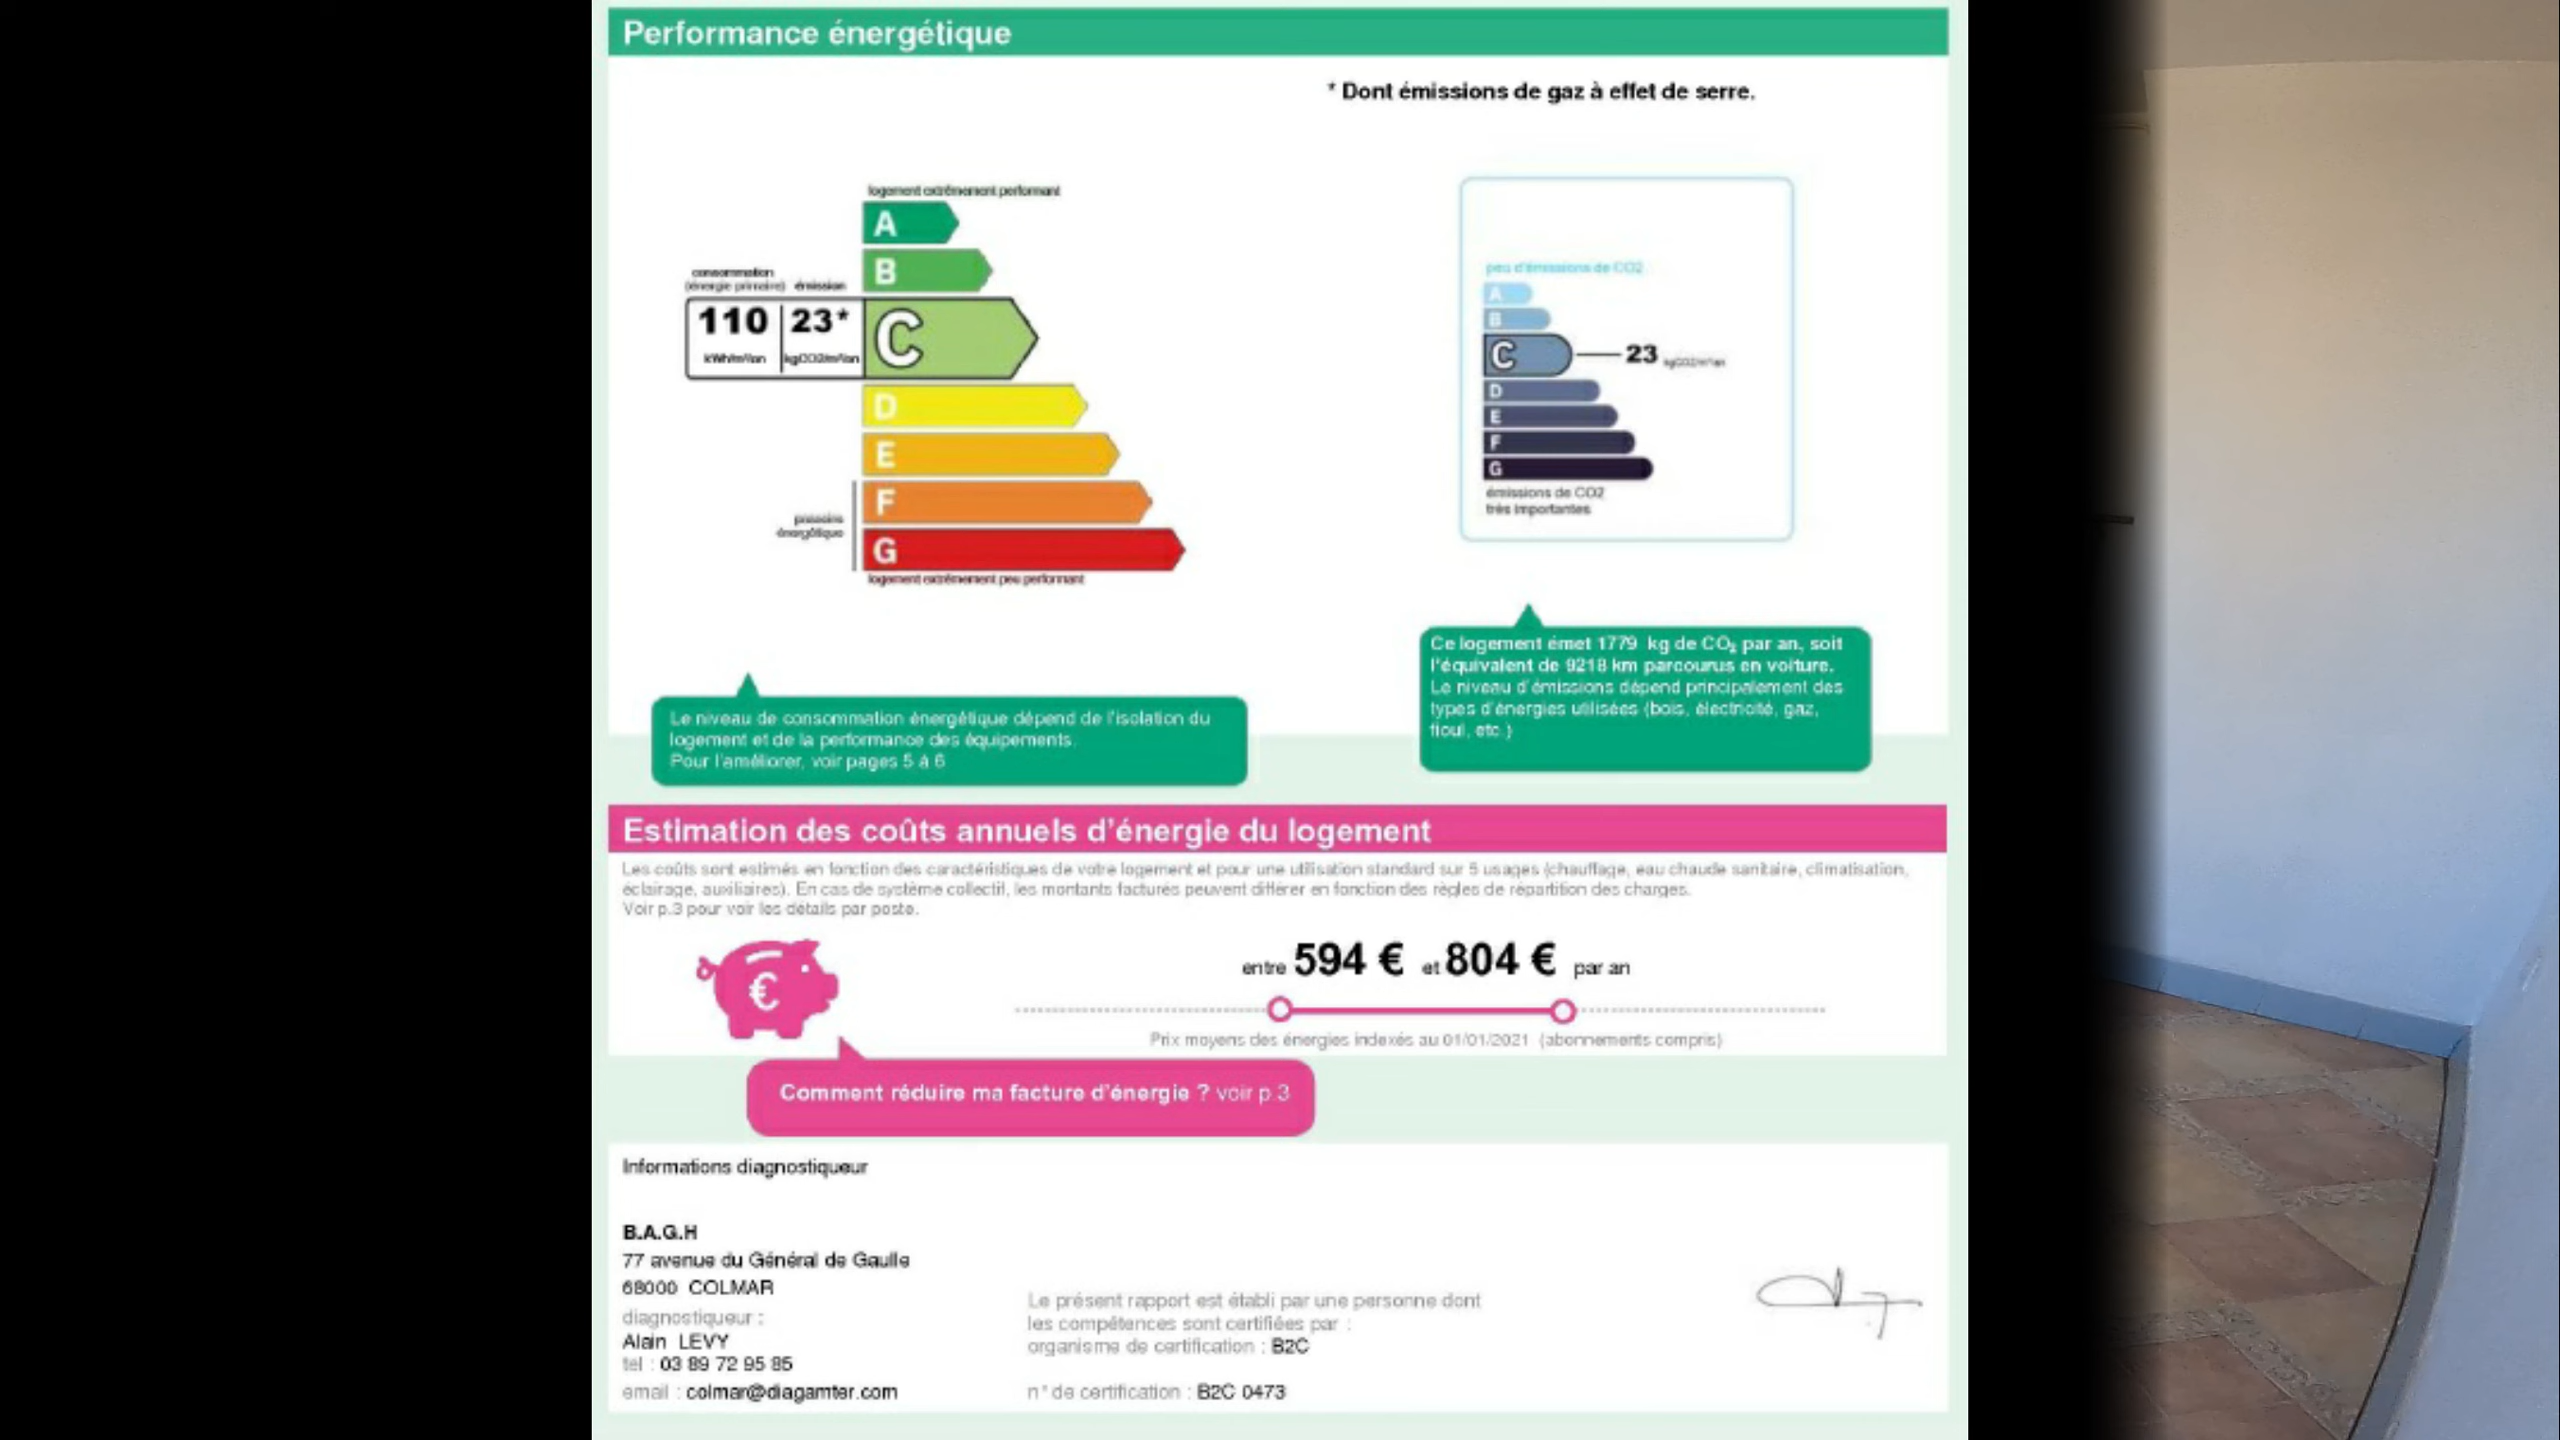 Performance énergétique
* Dont émissions de gaz à effet de serre.
logement extrêmement performant
A
B
consommation
(énergie primaire) émission
110 23* C
kWh/m²/an kgCO2/m²/an
D
E
F
passoire
énergétique
G
logement extrêmement peu performant
peu d'émissions de CO2
A
B
C 23 kgCO2/m²/an
D
E
F
G
émissions de CO2
très importantes
Le niveau de consommation énergétique dépend de l'isolation du
logement et de la performance des équipements.
Pour l'améliorer, voir pages 5 à 6
Ce logement émet 1779 kg de CO₂ par an, soit
l'équivalent de 9218 km parcourus en voiture.
Le niveau d'émissions dépend principalement des
types d'énergies utilisées (bois, électricité, gaz,
fioul, etc.)
Estimation des coûts annuels d'énergie du logement
Les coûts sont estimés en fonction des caractéristiques de votre logement et pour une utilisation standard sur 5 usages (chauffage, eau chaude sanitaire, climatisation,
éclairage, auxiliaires). En cas de système collectif, les montants facturés peuvent différer en fonction des règles de répartition des charges.
Voir p.3 pour voir les détails par poste.
€
entre 594 € et 804 € par an
Prix moyens des énergies indexés au 01/01/2021 (abonnements compris)
Comment réduire ma facture d'énergie ? voir p.3
Informations diagnostiqueur
B.A.G.H
77 avenue du Général de Gaulle
68000 COLMAR
diagnostiqueur :
Alain LEVY
tel : 03 89 72 95 85
email : colmar@diagamter.com
Le présent rapport est établi par une personne dont
les compétences sont certifiées par :
organisme de certification : B2C
n° de certification : B2C 0473